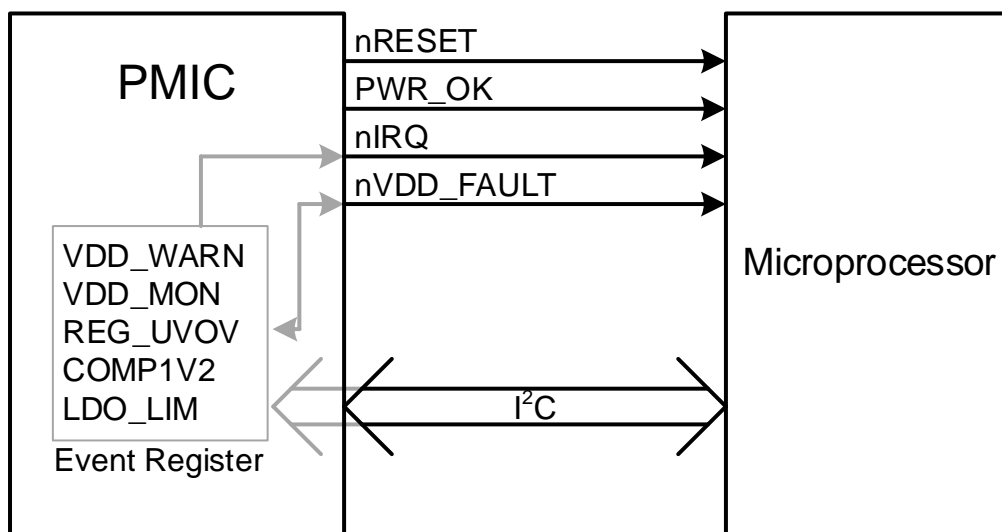 PMIC
nRESET
PWR_OK
nIRQ
nVDD_FAULT
VDD_WARN
VDD_MON
REG_UVOV
COMP1V2
LDO_LIM
Event Register
I²C
Microprocessor